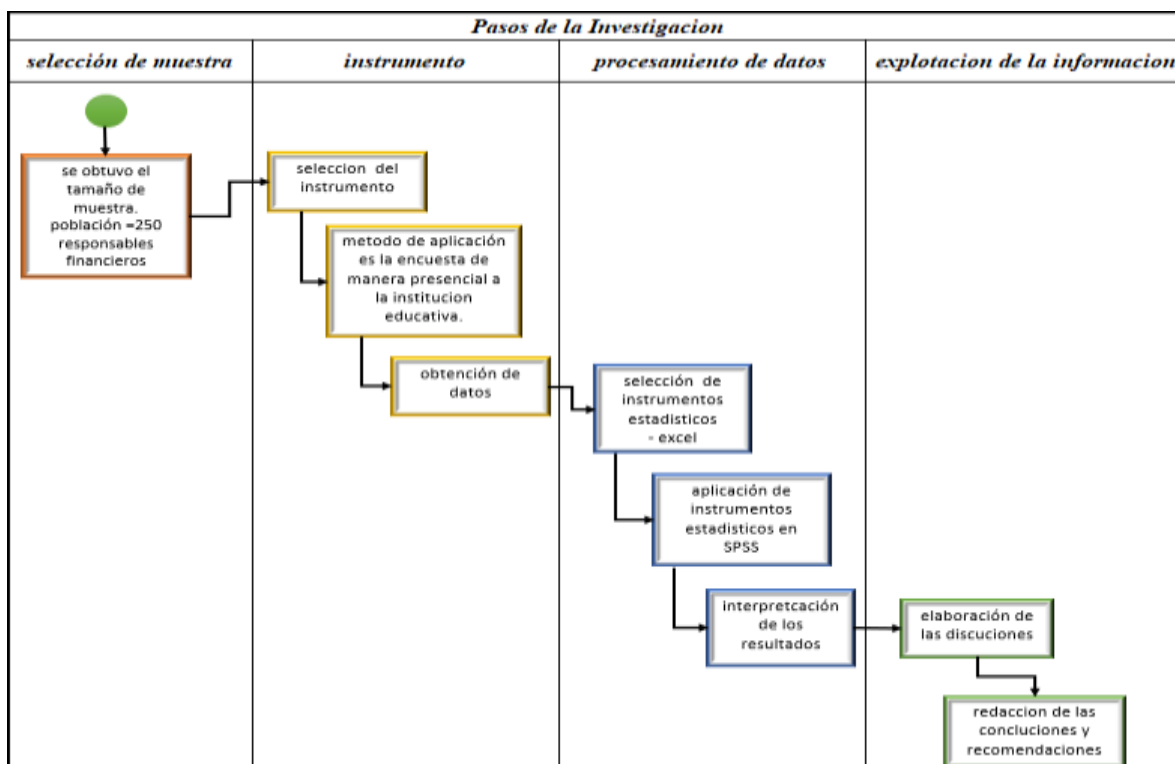 Pasos de la Investigacion
selección de muestra
instrumento
procesamiento de datos
explotacion de la informacion
se obtuvo el
tamaño de
muestra.
población =250
responsables
financieros
seleccion del
instrumento
metodo de aplicación
es la encuesta de
manera presencial a
la institucion
educativa.
obtención de
datos
selección de
instrumentos
estadisticos
- excel
aplicación de
instrumentos
estadisticos en
SPSS
interpretcación
de los
resultados
elaboración de
las discuciones
redaccion de las
concluciones y
recomendaciones